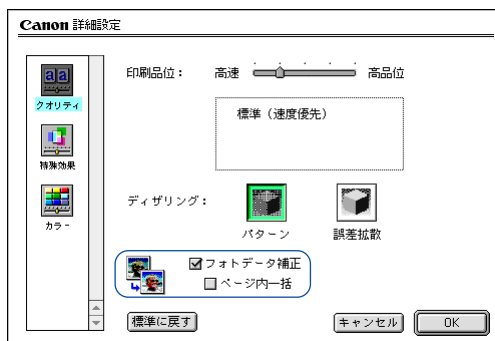 Canon 詳細設定
クオリティ
特殊効果
カラー
印刷品位： 高速 高品位
標準（速度優先）
ディザリング：
パターン 誤差拡散
フォトデータ補正
ページ内一括
標準に戻す キャンセル OK